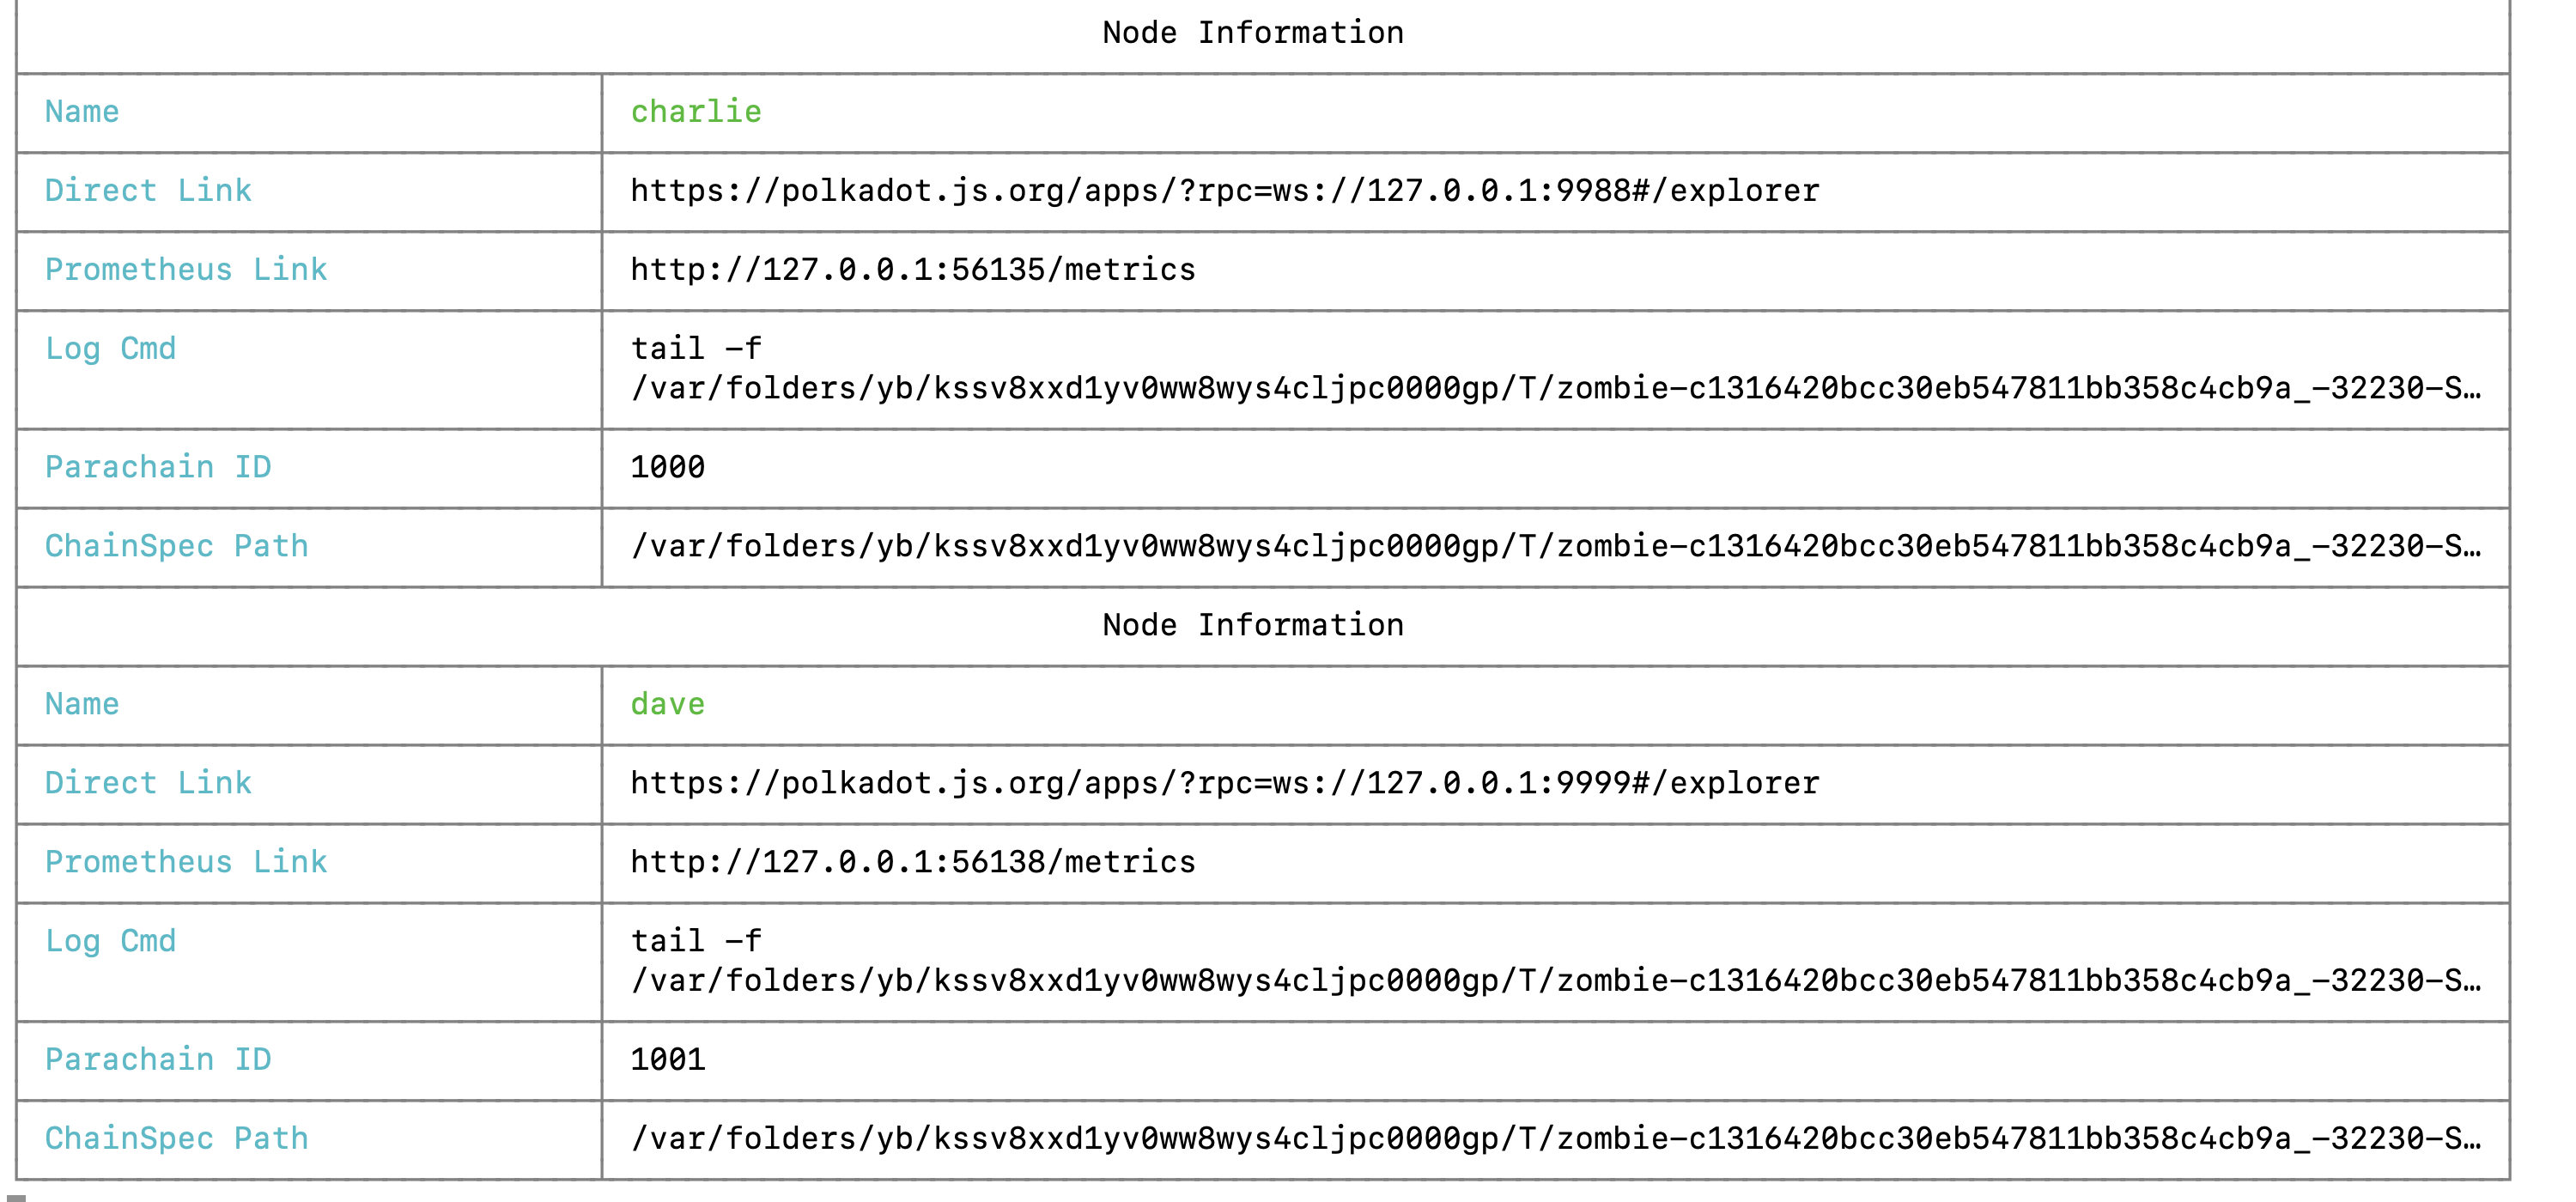 Node Information
Name charlie
Direct Link https://polkadot.js.org/apps/?rpc=ws://127.0.0.1:9988#/explorer
Prometheus Link http://127.0.0.1:56135/metrics
Log Cmd tail -f
/var/folders/yb/kssv8xxd1yv0ww8wys4cljpc0000gp/T/zombie-c1316420bcc30eb547811bb358c4cb9a_-32230-S…
Parachain ID 1000
ChainSpec Path /var/folders/yb/kssv8xxd1yv0ww8wys4cljpc0000gp/T/zombie-c1316420bcc30eb547811bb358c4cb9a_-32230-S…
Node Information
Name dave
Direct Link https://polkadot.js.org/apps/?rpc=ws://127.0.0.1:9999#/explorer
Prometheus Link http://127.0.0.1:56138/metrics
Log Cmd tail -f
/var/folders/yb/kssv8xxd1yv0ww8wys4cljpc0000gp/T/zombie-c1316420bcc30eb547811bb358c4cb9a_-32230-S…
Parachain ID 1001
ChainSpec Path /var/folders/yb/kssv8xxd1yv0ww8wys4cljpc0000gp/T/zombie-c1316420bcc30eb547811bb358c4cb9a_-32230-S…